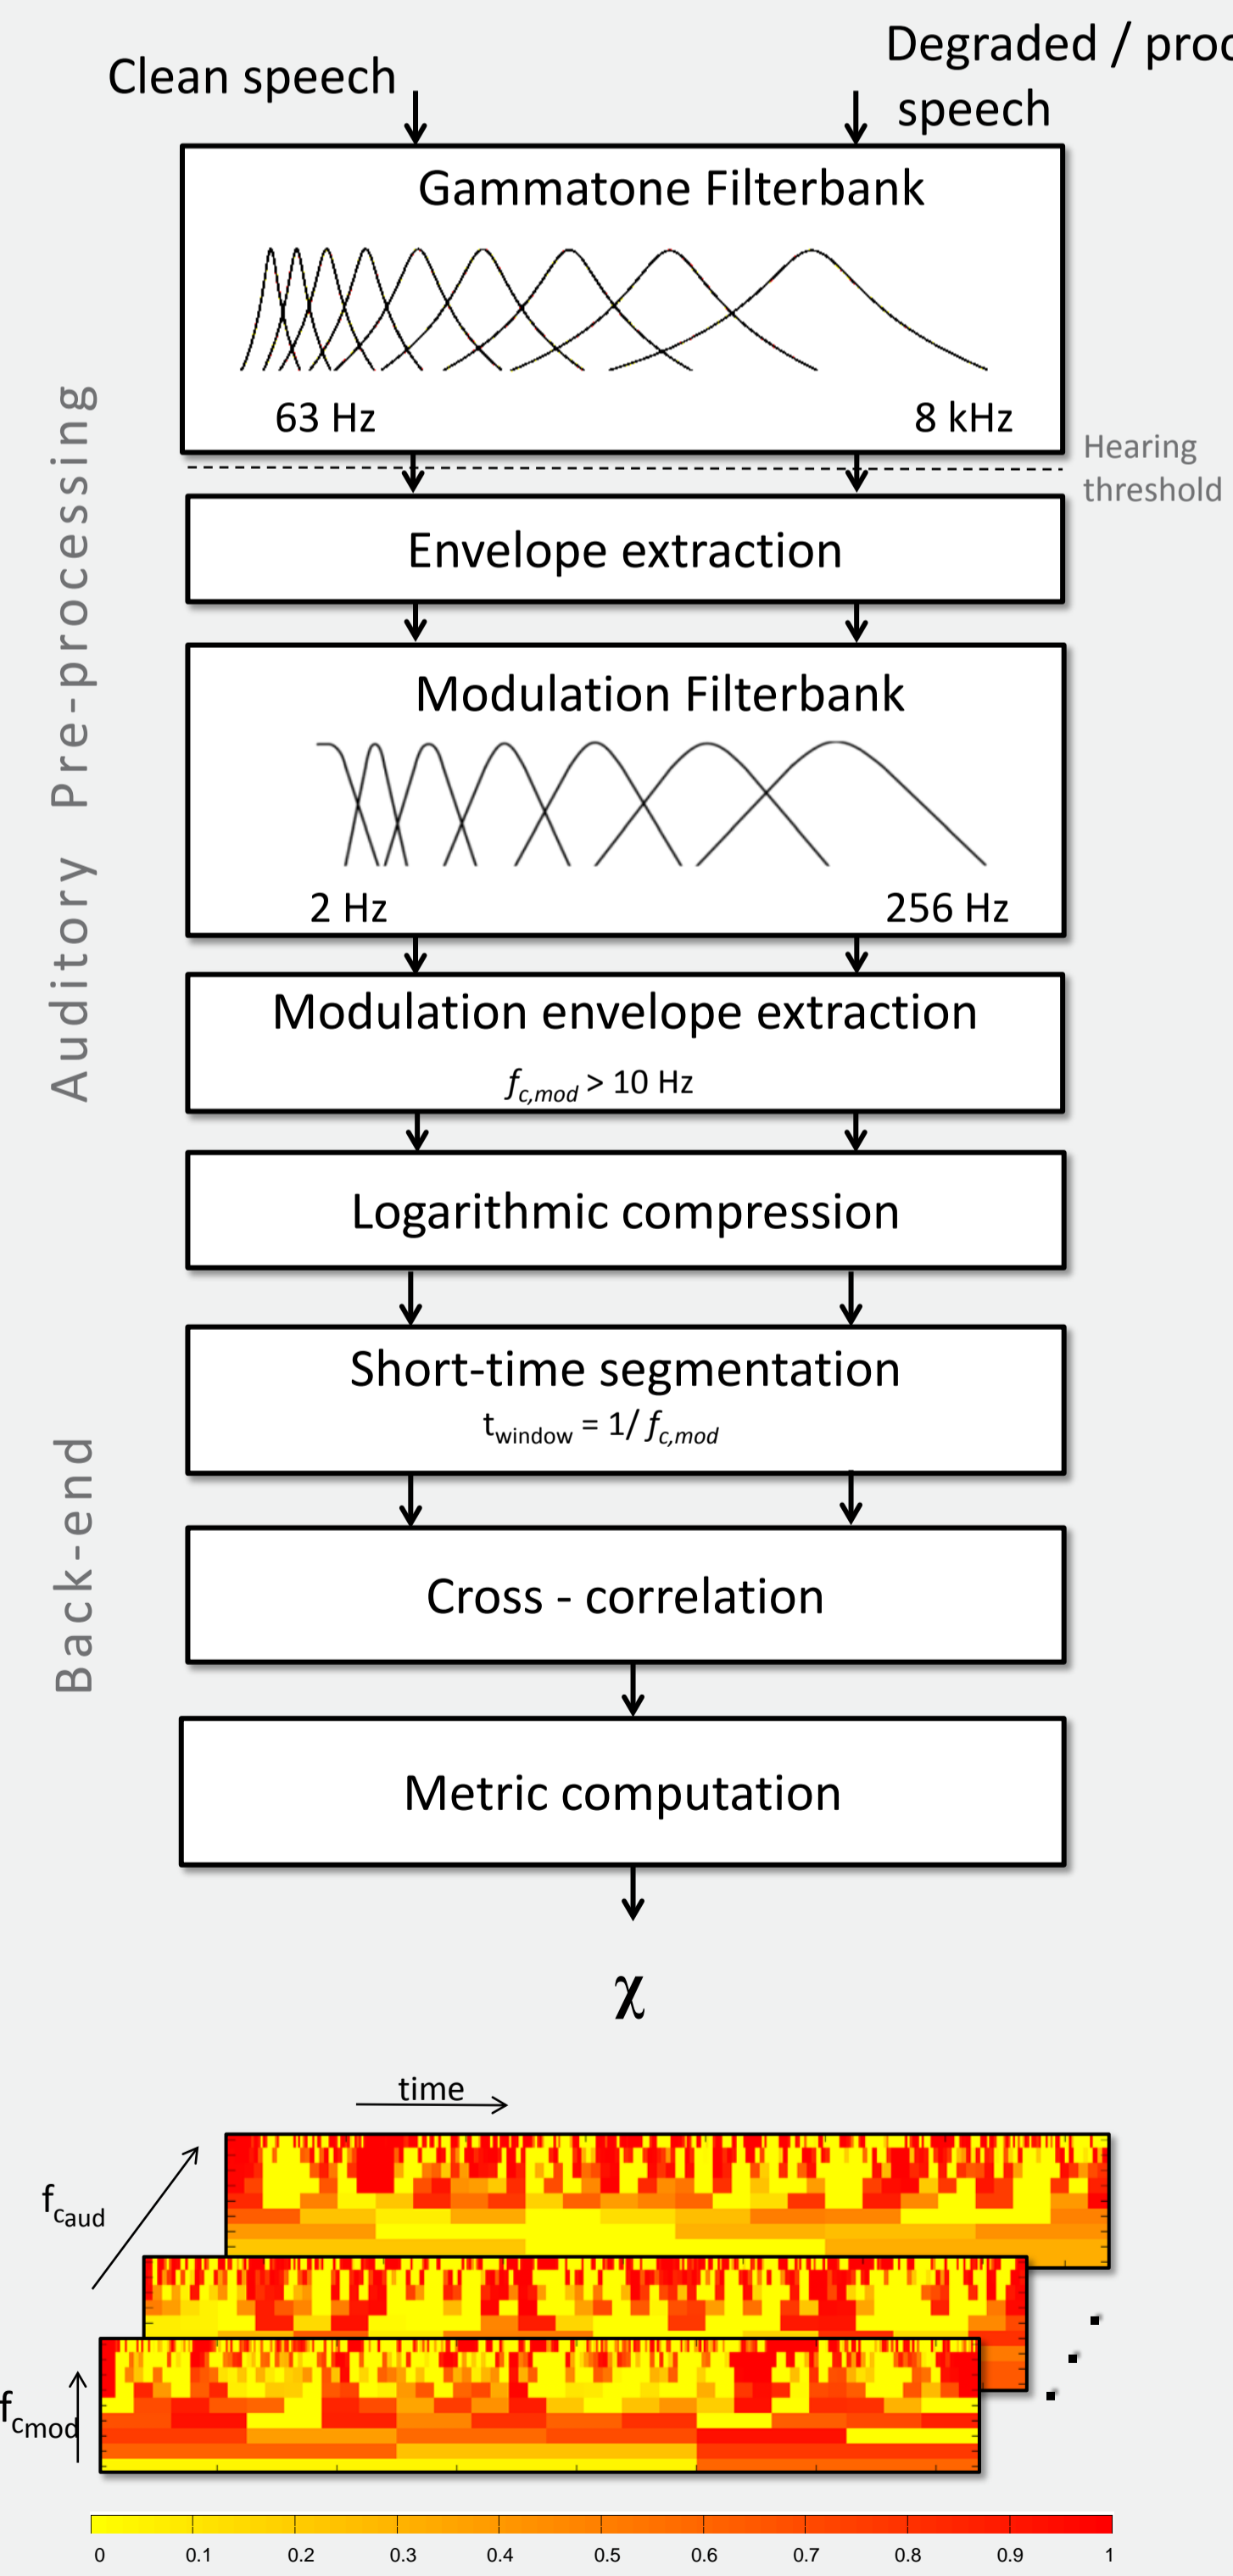 Clean speech
Degraded / proc
speech
Gammatone Filterbank
63 Hz
8 kHz
Hearing
threshold
Envelope extraction
Modulation Filterbank
2 Hz
256 Hz
Modulation envelope extraction
fc,mod > 10 Hz
Logarithmic compression
Auditory Pre-processing
Short-time segmentation
twindow = 1/ fc,mod
Cross - correlation
Metric computation
Back-end
χ
time
fcaud
fcmod
0 0.1 0.2 0.3 0.4 0.5 0.6 0.7 0.8 0.9 1